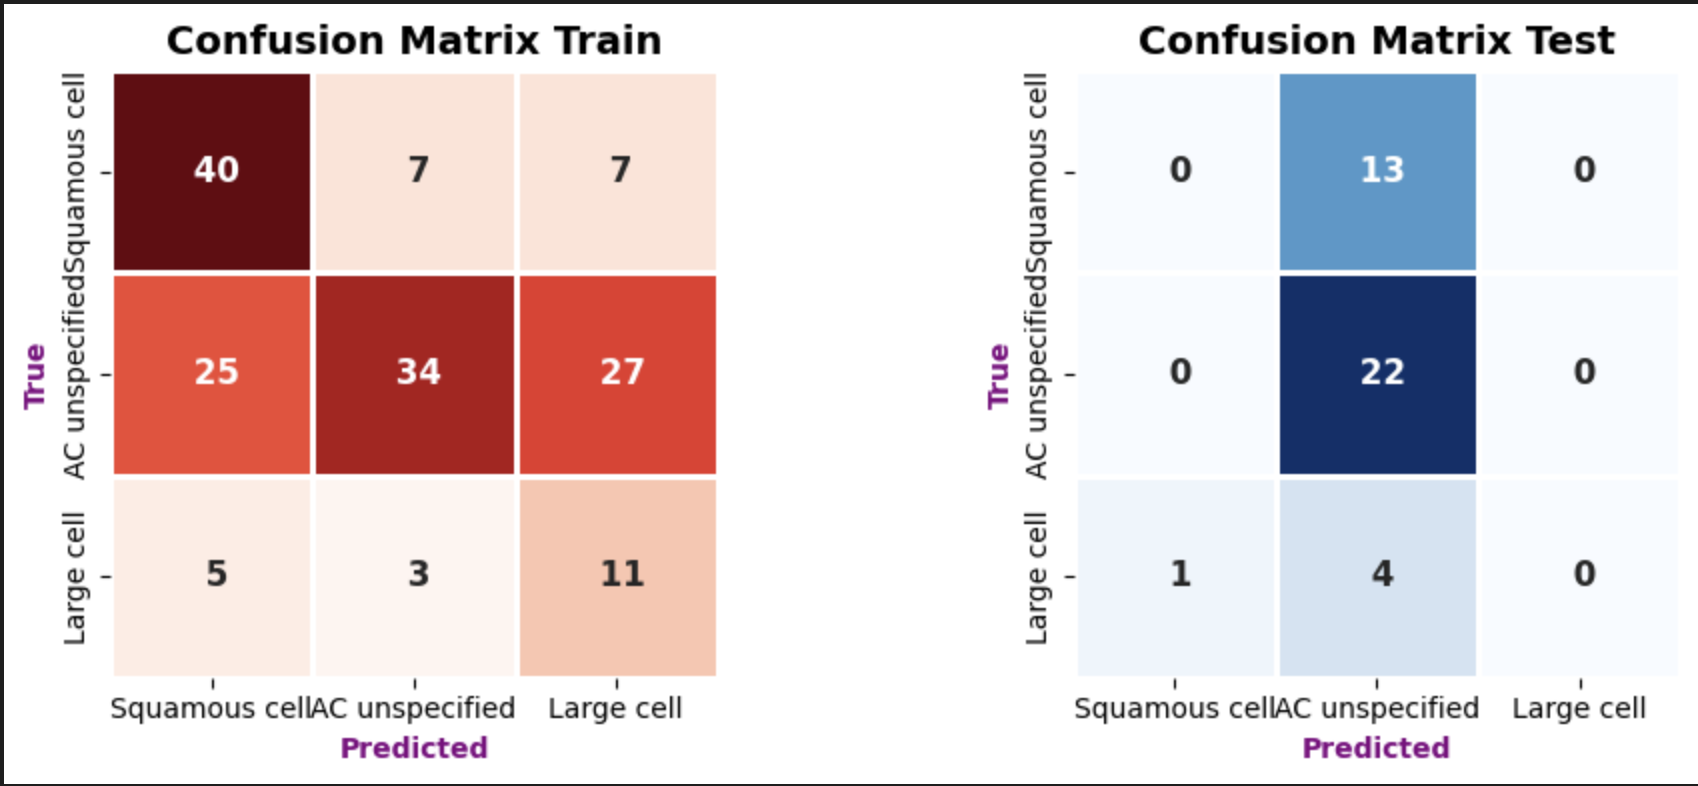 Confusion Matrix Train
True
Squamous cell
AC unspecified
Large cell
40 7 7
25 34 27
5 3 11
Squamous cell AC unspecified Large cell
Predicted
Confusion Matrix Test
True
Squamous cell
AC unspecified
Large cell
0 13 0
0 22 0
1 4 0
Squamous cell AC unspecified Large cell
Predicted